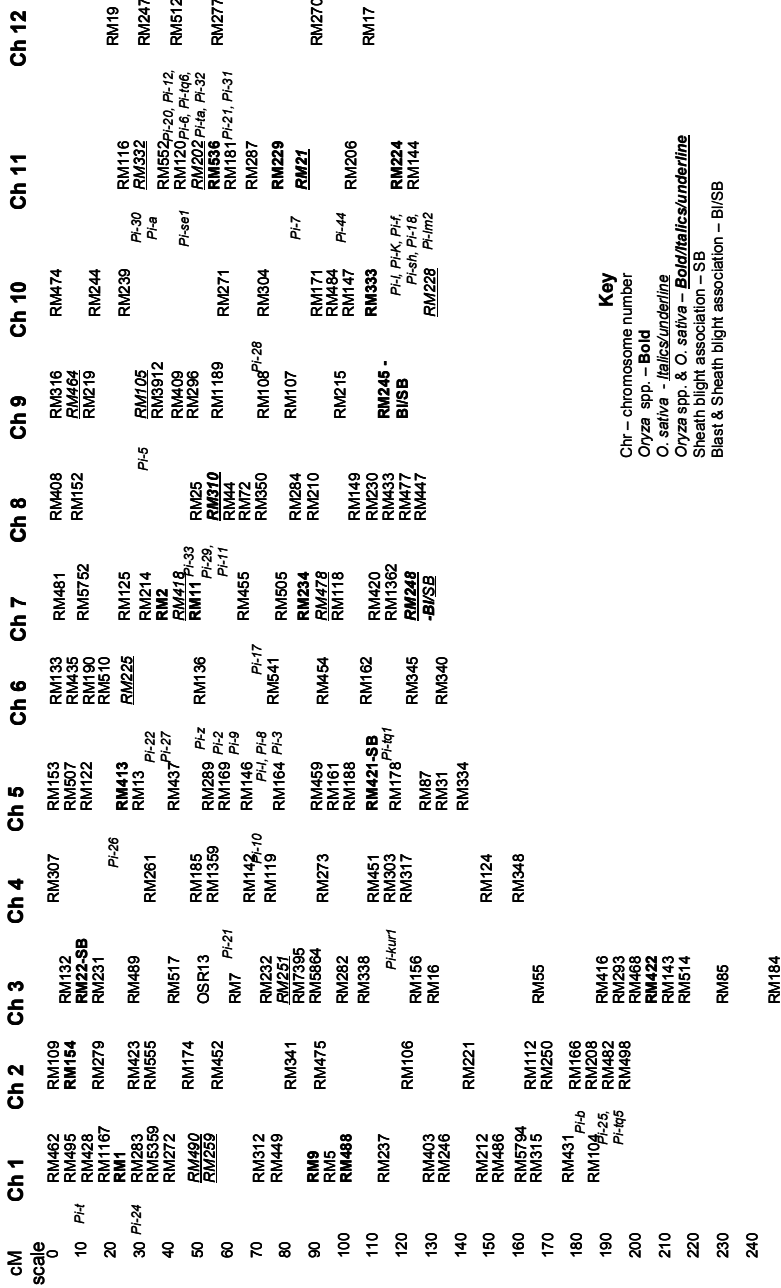 cM
scale
0
10
20
30
40
50
60
70
80
90
100
110
120
130
140
150
160
170
180
190
200
210
220
230
240
Pi-t
Pi-24
Ch 1
RM462
RM495
RM428
RM1167
RM1
RM283
RM5359
RM272
RM490
RM259
RM312
RM449
RM9
RM5
RM488
RM237
RM403
RM246
RM212
RM486
RM5794
RM315
RM431
RM104
Pi-b
Pi-25,
Pi-tq5
Ch 2
RM109
RM154
RM279
RM423
RM555
RM174
RM452
RM341
RM475
RM106
RM221
RM112
RM250
RM166
RM208
RM482
RM498
Ch 3
RM132
RM22-SB
RM231
RM489
RM517
OSR13
RM7
RM232
RM251
RM7395
RM5864
RM282
RM338
RM156
RM16
RM55
RM416
RM293
RM468
RM422
RM143
RM514
RM85
RM184
Pi-21
Pi-kur1
Ch 4
RM307
RM261
RM185
RM1359
RM142
RM119
RM273
RM451
RM303
RM317
RM124
RM348
Pi-26
Pi-10
Ch 5
RM153
RM507
RM122
RM413
RM13
RM437
RM289
RM169
RM146
RM164
RM459
RM161
RM188
RM421-SB
RM178
RM87
RM31
RM334
Pi-22
Pi-27
Pi-z
Pi-2
Pi-9
Pi-I, Pi-8
Pi-3
Pi-tq1
Ch 6
RM133
RM435
RM190
RM510
RM225
RM136
RM541
RM454
RM162
RM345
RM340
Pi-17
Ch 7
RM481
RM5752
RM125
RM214
RM2
RM418
RM11
RM455
RM505
RM234
RM478
RM118
RM420
RM1362
RM248
-BI/SB
Pi-33
Pi-29,
Pi-11
Ch 8
RM408
RM152
RM25
RM310
RM44
RM72
RM350
RM284
RM210
RM149
RM230
RM433
RM477
RM447
Pi-5
Ch 9
RM316
RM464
RM219
RM105
RM3912
RM409
RM296
RM1189
RM108
RM107
RM215
RM245 -
BI/SB
Pi-28
Ch 10
RM474
RM244
RM239
RM271
RM304
RM171
RM484
RM147
RM333
RM228
Pi-30
Pi-a
Pi-se1
Pi-7
Pi-44
Pi-I, Pi-K, Pi-f,
Pi-sh, Pi-18,
Pi-lm2
Ch 11
RM116
RM332
RM552
RM120
RM202
RM536
RM181
RM287
RM229
RM21
RM206
RM224
RM144
Pi-20, Pi-12,
Pi-6, Pi-tq6,
Pi-ta, Pi-32
Pi-21, Pi-31
Ch 12
RM19
RM247
RM512
RM277
RM270
RM17
Key
Chr – chromosome number
Oryza spp. – Bold
O. sativa - Italics/underline
Oryza spp. & O. sativa – Bold/Italics/underline
Sheath blight association – SB
Blast & Sheath blight association – BI/SB